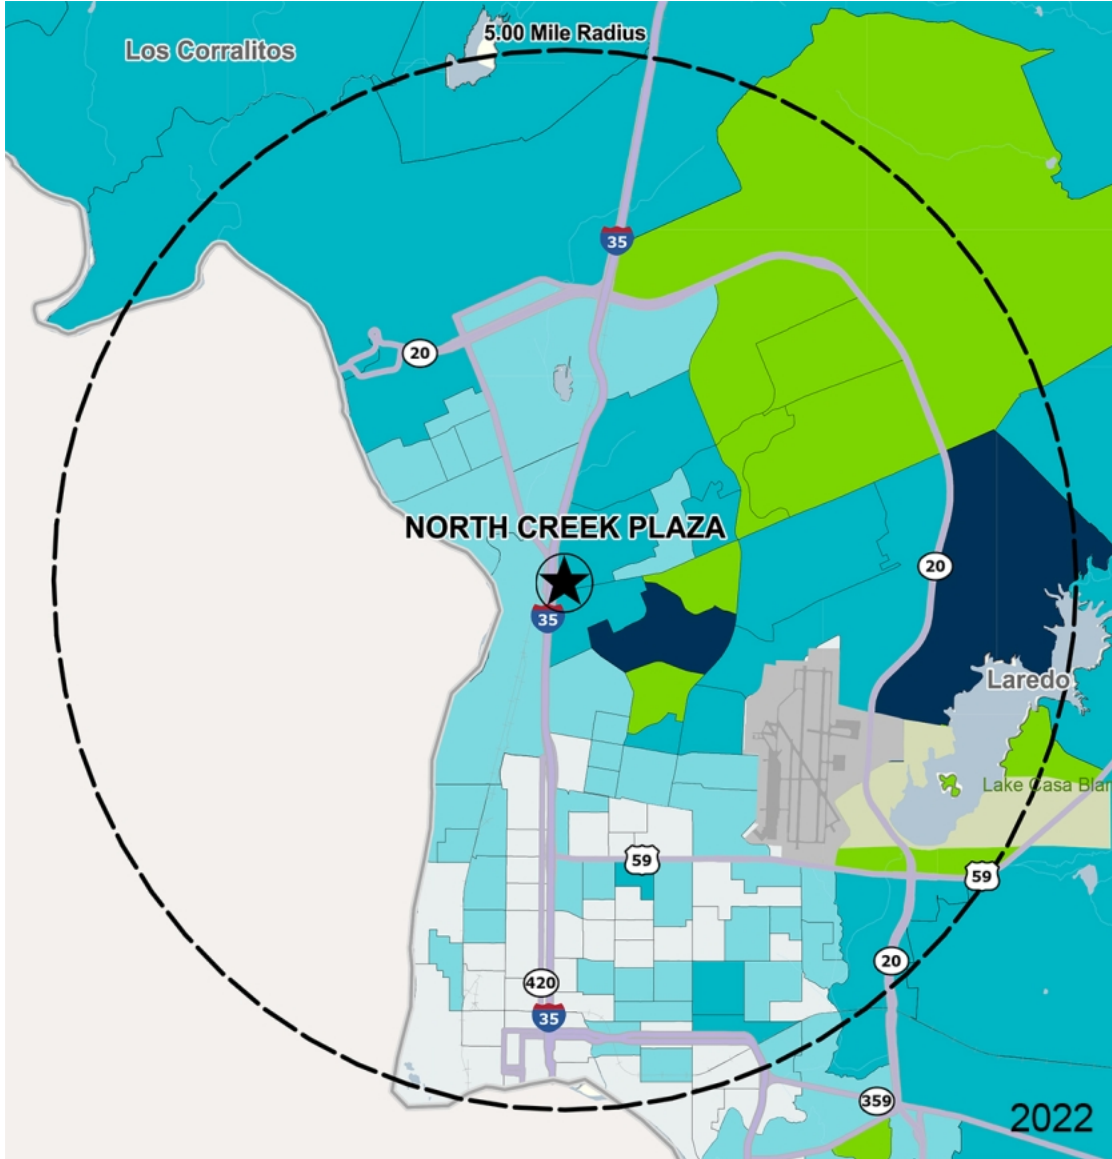 5.00 Mile Radius
Los Corralitos
35
20
NORTH CREEK PLAZA
20
35
Laredo
Lake Casa Blan
59
59
20
420
35
359
2022